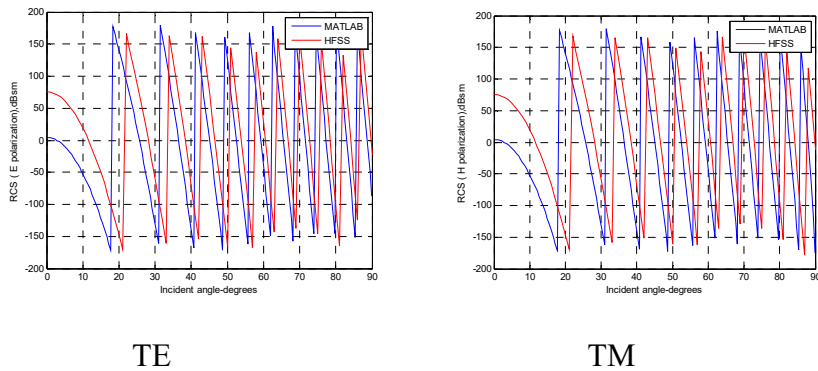 200
150
100
50
0
-50
-100
-150
-200
RCS ( E polarization),dBsm
0 10 20 30 40 50 60 70 80 90
Incident angle-degrees
MATLAB
HFSS
TE
200
150
100
50
0
-50
-100
-150
-200
RCS ( H polarization),dBsm
0 10 20 30 40 50 60 70 80 90
Incident angle-degrees
MATLAB
HFSS
TM